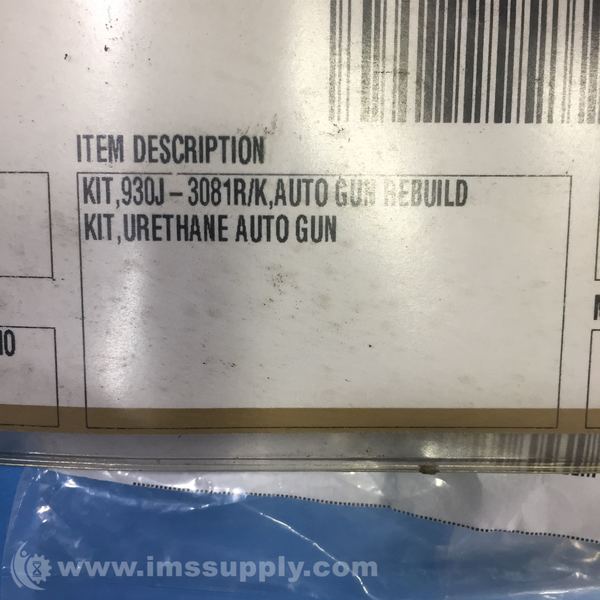 ITEM DESCRIPTION
KIT,930J-3081R/K,AUTO GUN REBUILD
KIT,URETHANE AUTO GUN
www.imssupply.com